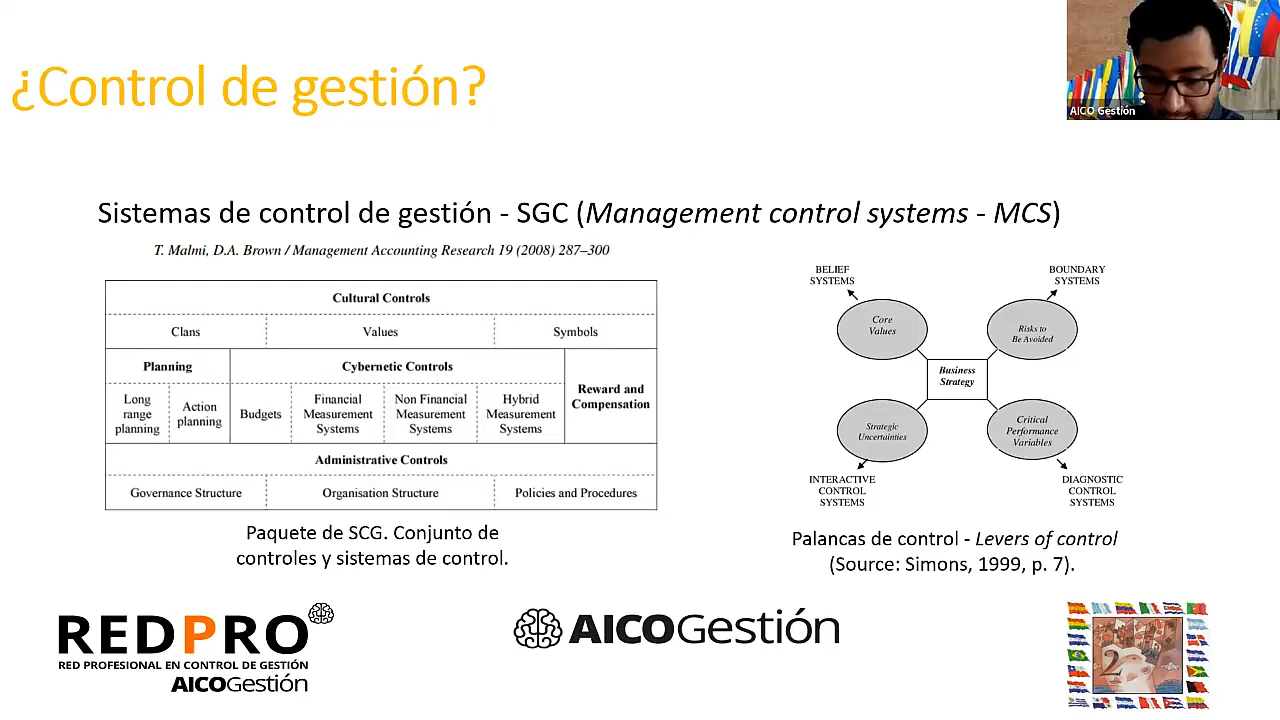 ¿Control de gestión?
AICO Gestión
Sistemas de control de gestión - SGC (Management control systems - MCS)
T. Malmi, D.A. Brown / Management Accounting Research 19 (2008) 287–300
Cultural Controls
Clans
Values
Symbols
Planning
Cybernetic Controls
Reward and
Compensation
Long
range
planning
Action
planning
Budgets
Financial
Measurement
Systems
Non Financial
Measurement
Systems
Hybrid
Measurement
Systems
Administrative Controls
Governance Structure
Organisation Structure
Policies and Procedures
Paquete de SCG. Conjunto de
controles y sistemas de control.
BELIEF
SYSTEMS
BOUNDARY
SYSTEMS
Core
Values
Risks to
Be Avoided
Business
Strategy
Strategic
Uncertainties
Critical
Performance
Variables
INTERACTIVE
CONTROL
SYSTEMS
DIAGNOSTIC
CONTROL
SYSTEMS
Palancas de control - Levers of control
(Source: Simons, 1999, p. 7).
REDPRO
RED PROFESIONAL EN CONTROL DE GESTIÓN
AICOGestión
AICOGestión
2